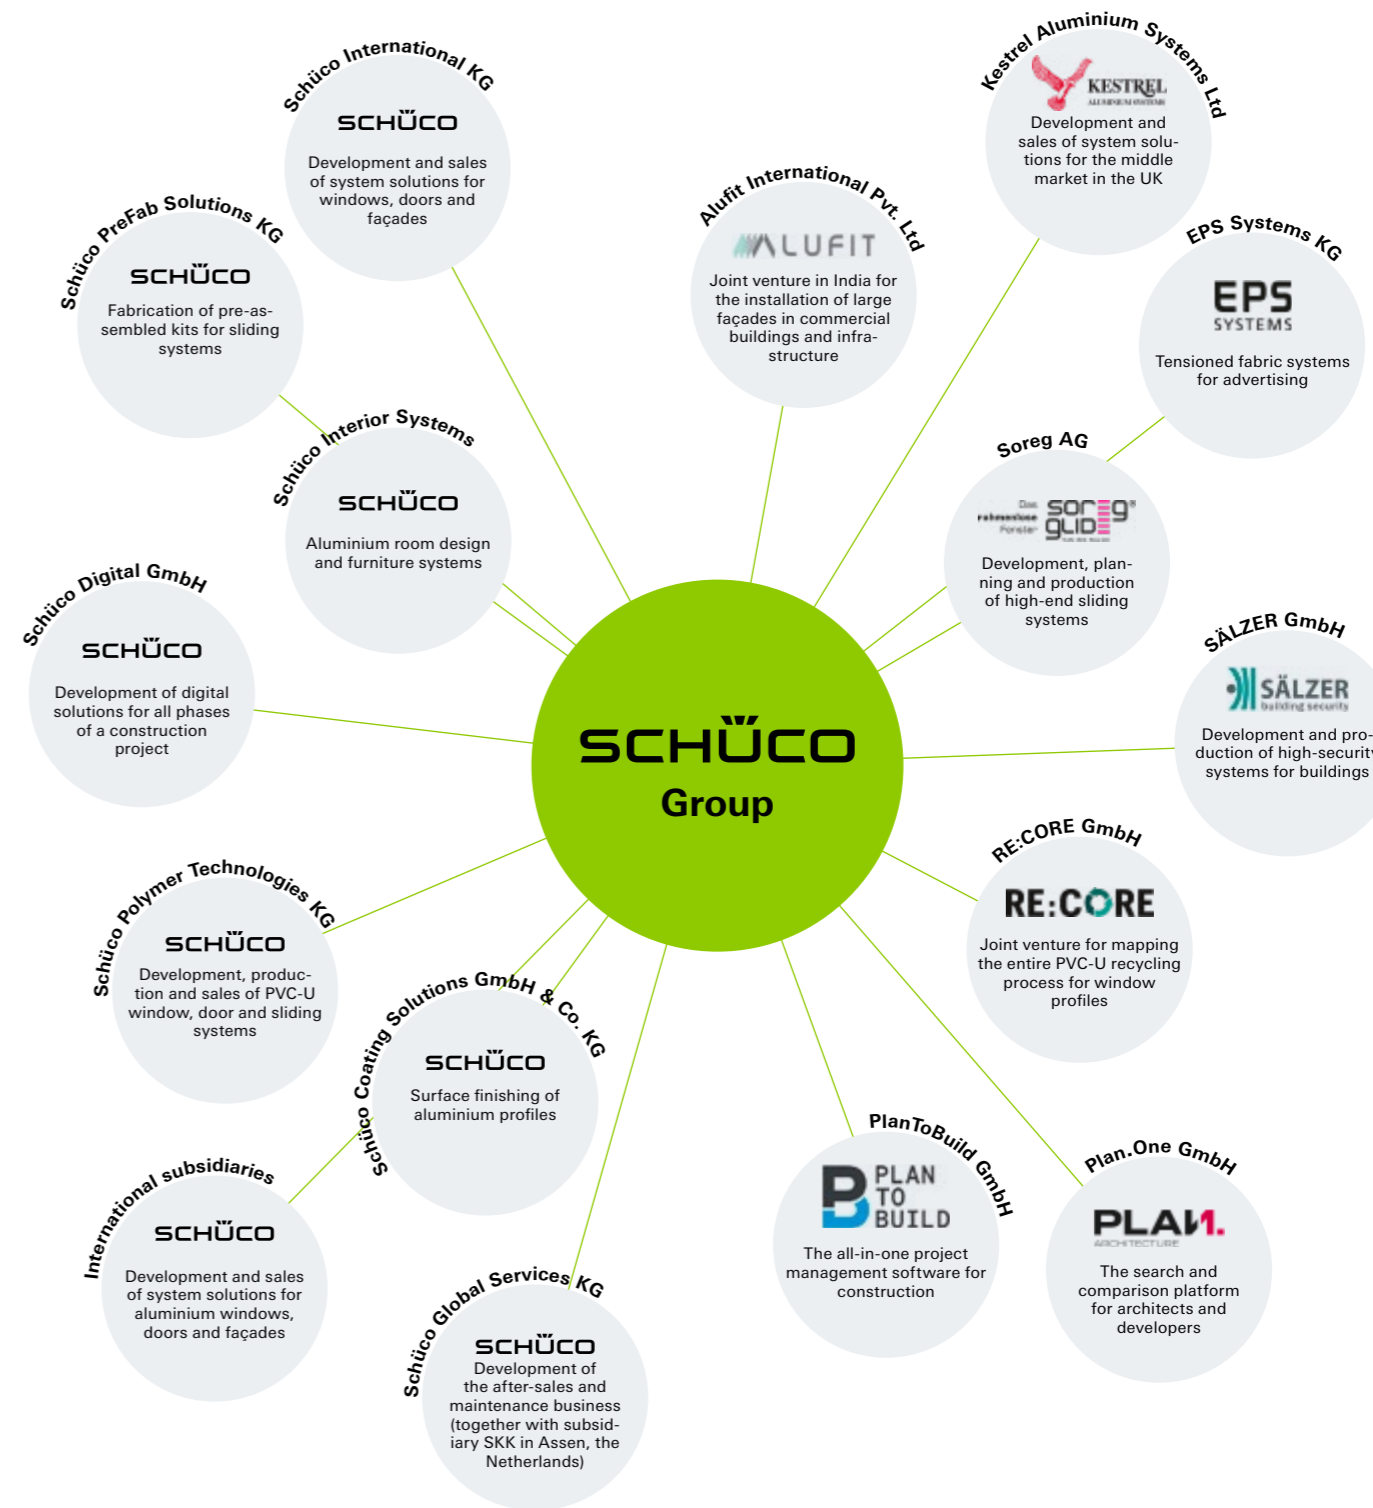 Schüco International KG
SCHÜCO
Development and sales
of system solutions for
windows, doors and
façades
Kestrel Aluminium Systems Ltd
KESTREL
ALUMINIUM SYSTEMS
Development and
sales of system solu-
tions for the middle
market in the UK
Schüco PreFab Solutions KG
SCHÜCO
Fabrication of pre-as-
sembled kits for sliding
systems
Alufit International Pvt. Ltd
ALUFIT
Joint venture in India for
the installation of large
façades in commercial
buildings and infra-
structure
EPS Systems KG
EPS
SYSTEMS
Tensioned fabric systems
for advertising
Schüco Interior Systems
SCHÜCO
Aluminium room design
and furniture systems
Soreg AG
Das
rahmenlose
Fenster
soreg®
glide
Development, plan-
ning and production
of high-end sliding
systems
Schüco Digital GmbH
SCHÜCO
Development of digital
solutions for all phases
of a construction
project
SÄLZER GmbH
SÄLZER
building security
Development and pro-
duction of high-security
systems for buildings
SCHÜCO
Group
Schüco Polymer Technologies KG
SCHÜCO
Development, produc-
tion and sales of PVC-U
window, door and sliding
systems
RE:CORE GmbH
RE:CORE
Joint venture for mapping
the entire PVC-U recycling
process for window
profiles
Schüco Coating Solutions GmbH & Co. KG
SCHÜCO
Surface finishing of
aluminium profiles
International subsidiaries
SCHÜCO
Development and sales
of system solutions for
aluminium windows,
doors and façades
PlanToBuild GmbH
PLAN
TO
BUILD
The all-in-one project
management software for
construction
Plan.One GmbH
PLAN1.
ARCHITECTURE
The search and
comparison platform
for architects and
developers
Schüco Global Services KG
SCHÜCO
Development of
the after-sales and
maintenance business
(together with subsid-
iary SKK in Assen, the
Netherlands)